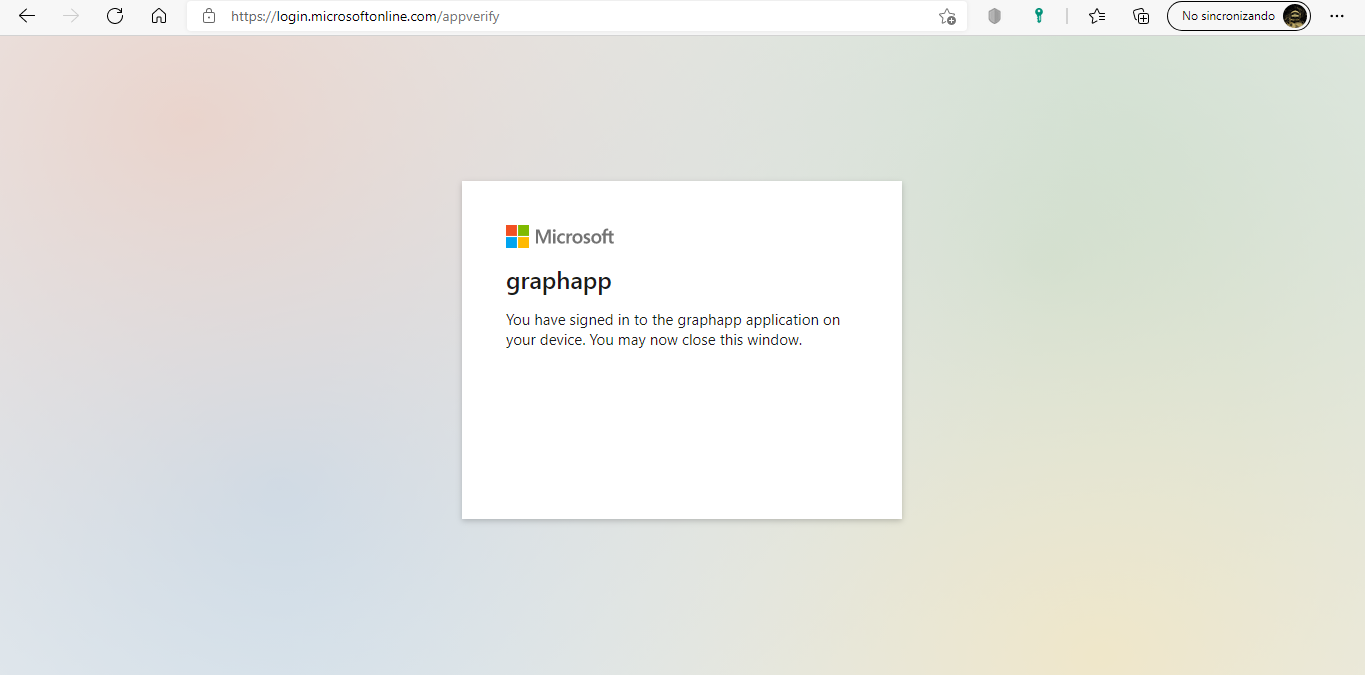 https://login.microsoftonline.com/appverify
No sincronizando
Microsoft
graphapp
You have signed in to the graphapp application on
your device. You may now close this window.